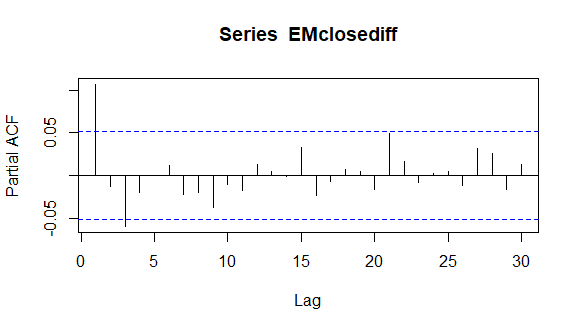 Series EMclosediff
Partial ACF
0.05
-0.05
0 5 10 15 20 25 30
Lag